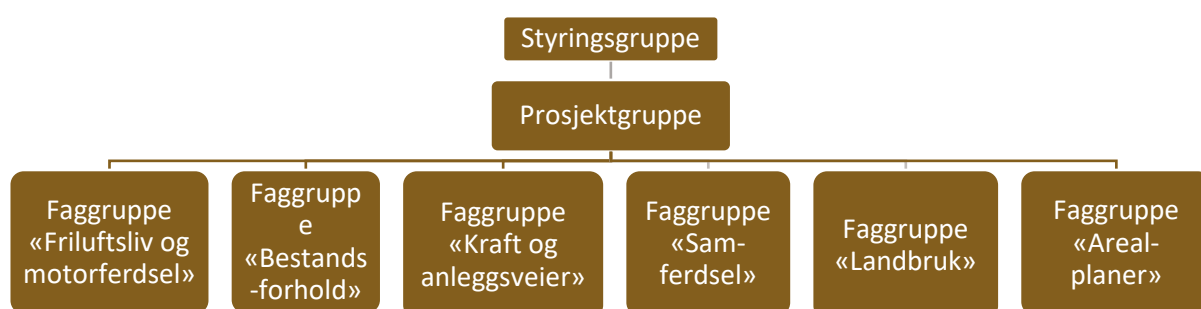 Styringsgruppe
Prosjektgruppe
Faggruppe
«Friluftsliv og
motorferdsel»
Faggrupp
e
«Bestands
-forhold»
Faggruppe
«Kraft og
anleggsveier»
Faggruppe
«Sam-
ferdsel»
Faggruppe
«Landbruk»
Faggruppe
«Areal-
planer»